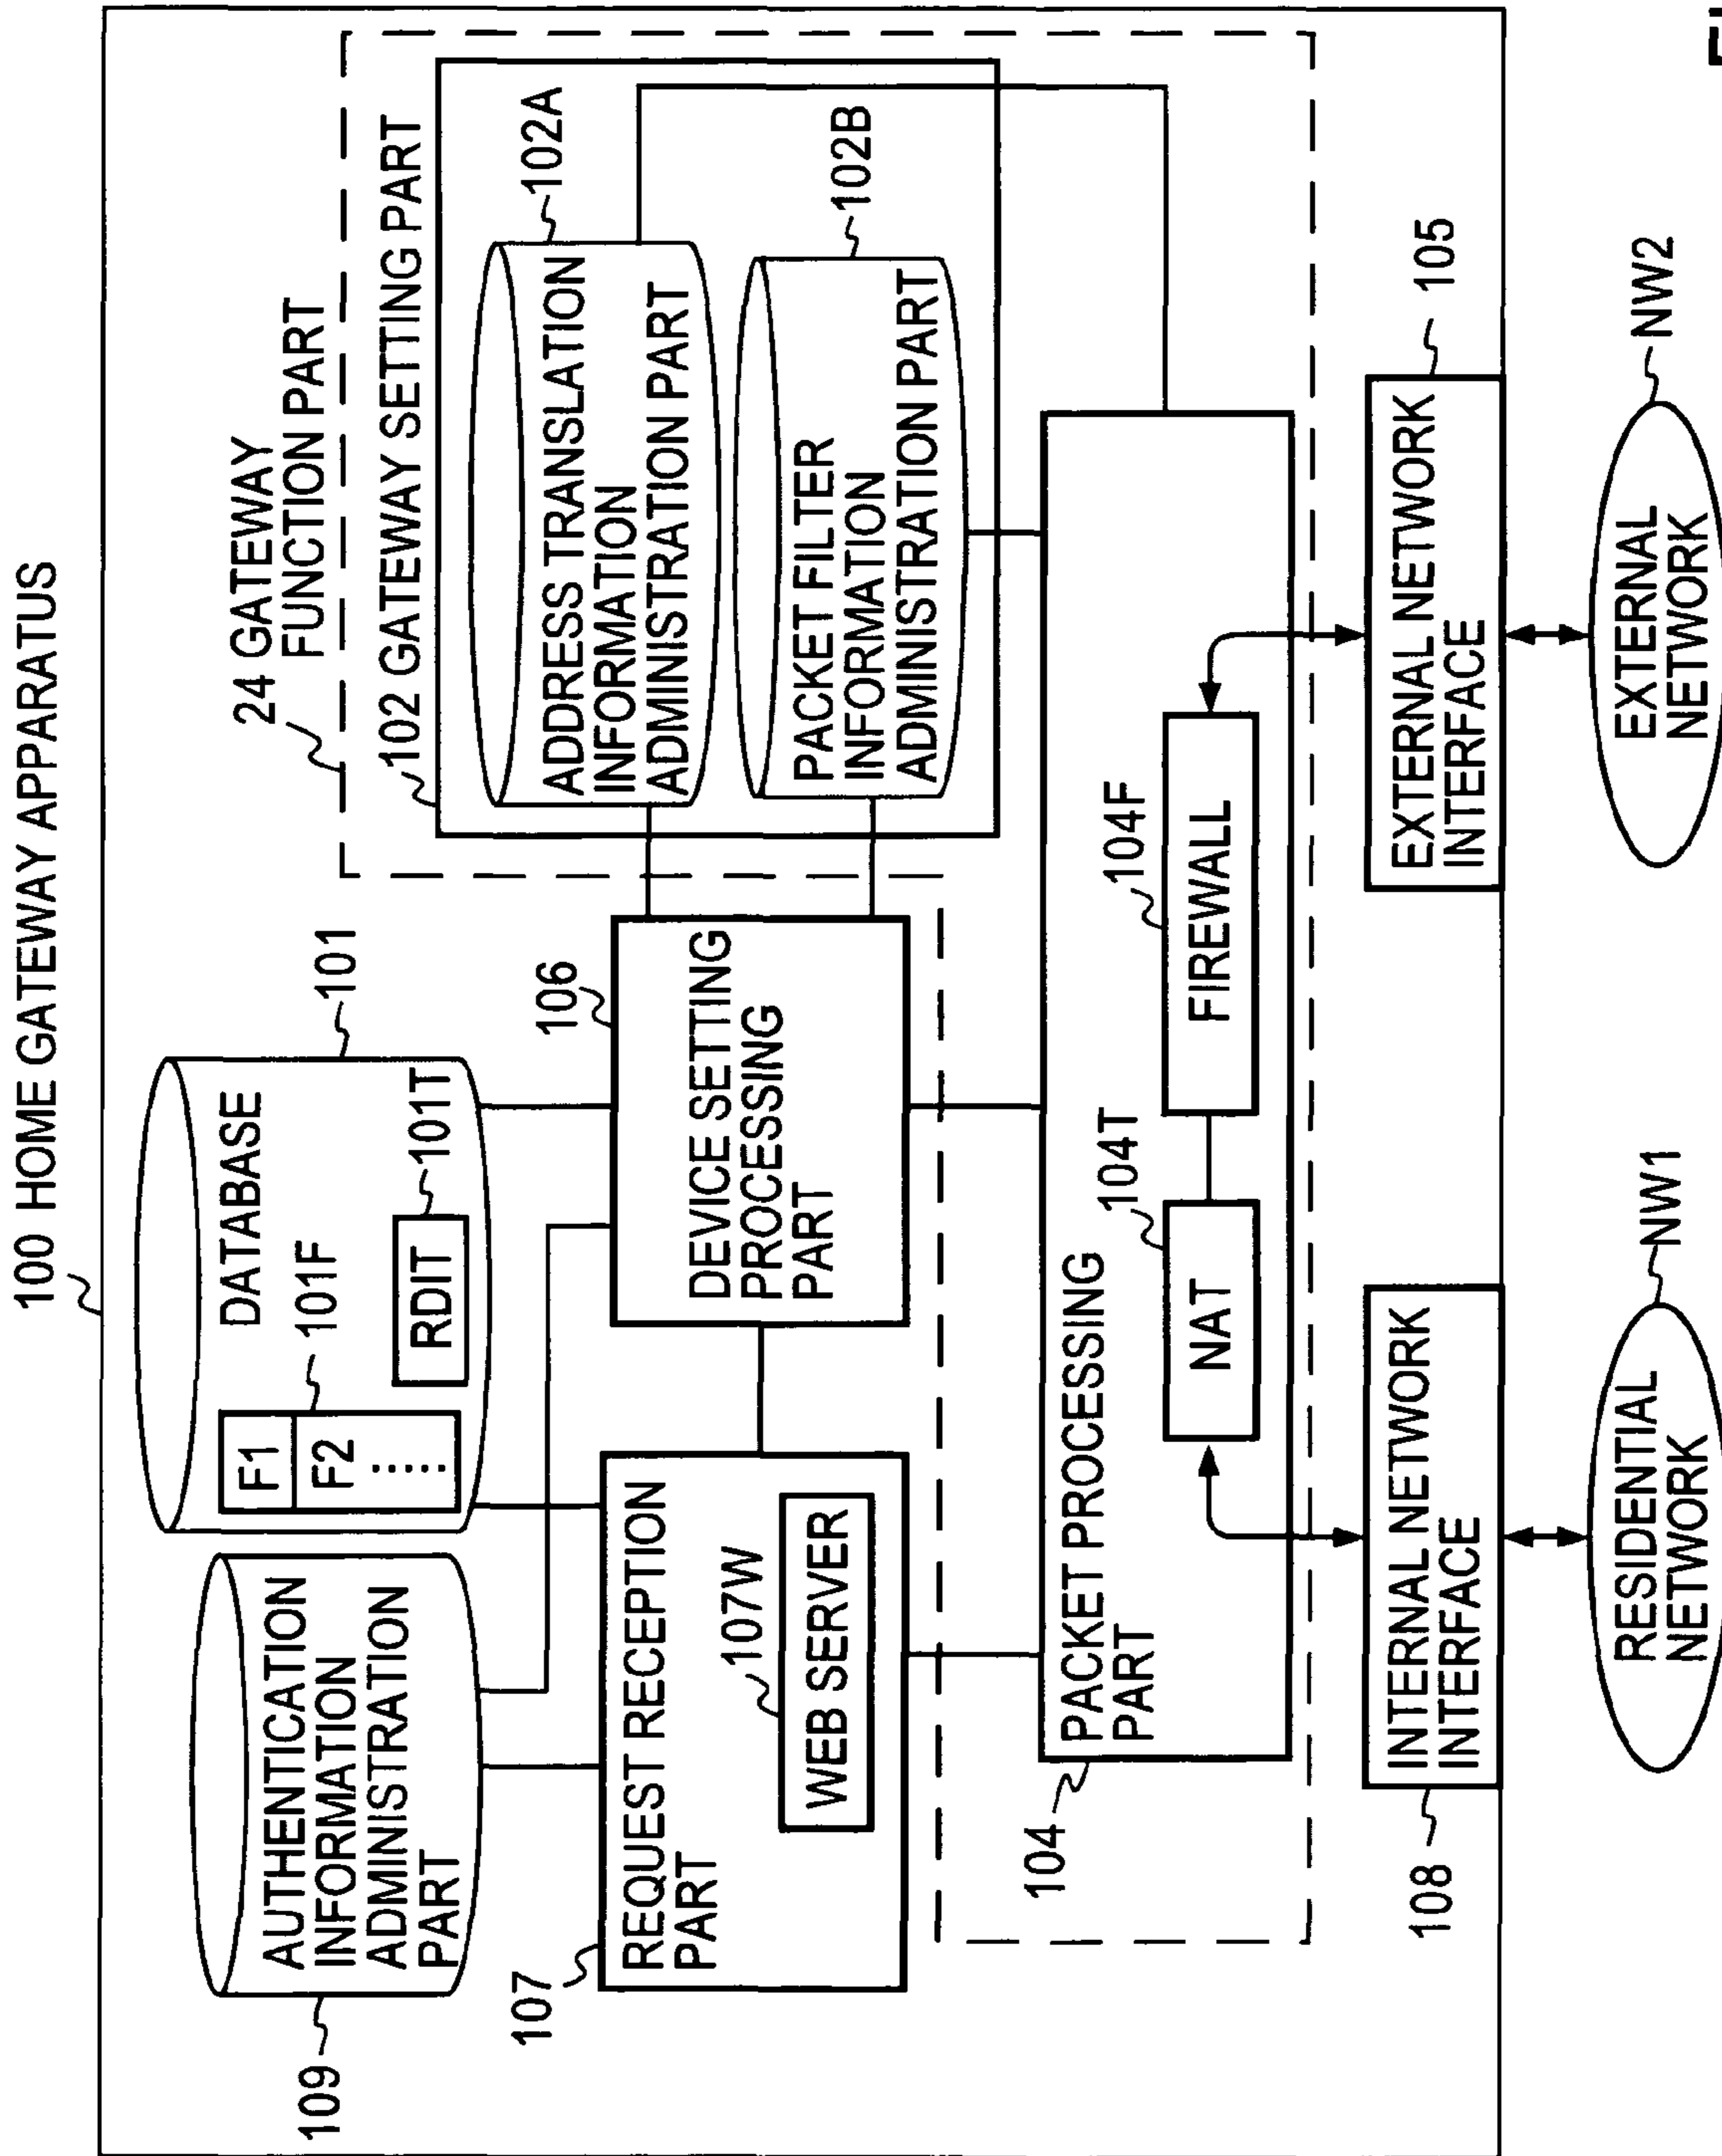 100 HOME GATEWAY APPARATUS
109
AUTHENTICATION
INFORMATION
ADMINISTRATION
PART
DATABASE
101
F1
F2
101F
RDIT
101T
24 GATEWAY
FUNCTION PART
102 GATEWAY SETTING PART
102A
ADDRESS TRANSLATION
INFORMATION
ADMINISTRATION PART
102B
PACKET FILTER
INFORMATION
ADMINISTRATION PART
107
REQUEST RECEPTION
PART
107W
WEB SERVER
106
DEVICE SETTING
PROCESSING
PART
104
PACKET PROCESSING
PART
104T
NAT
104F
FIREWALL
108
INTERNAL NETWORK
INTERFACE
105
EXTERNAL NETWORK
INTERFACE
NW1
RESIDENTIAL
NETWORK
NW2
EXTERNAL
NETWORK